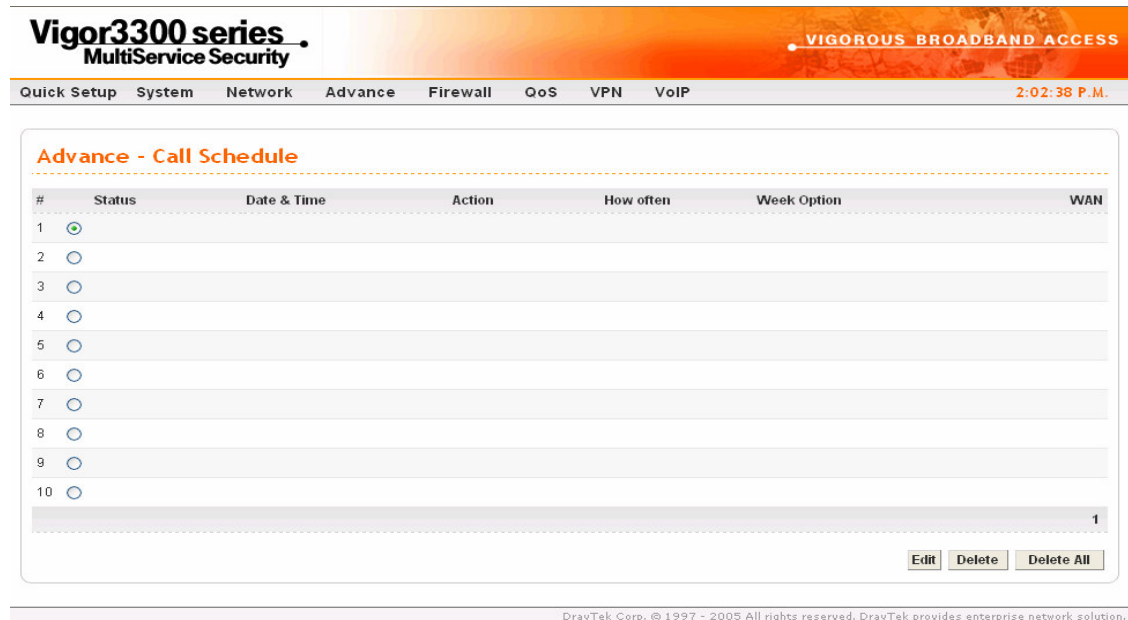 Vigor3300 series
MultiService Security
VIGOROUS BROADBAND ACCESS
Quick Setup System Network Advance Firewall QoS VPN VoIP 2:02:38 P.M.
Advance - Call Schedule
# Status Date & Time Action How often Week Option WAN
1
2
3
4
5
6
7
8
9
10
1
Edit Delete Delete All
DrayTek Corp. © 1997 - 2005 All rights reserved. DrayTek provides enterprise network solution.